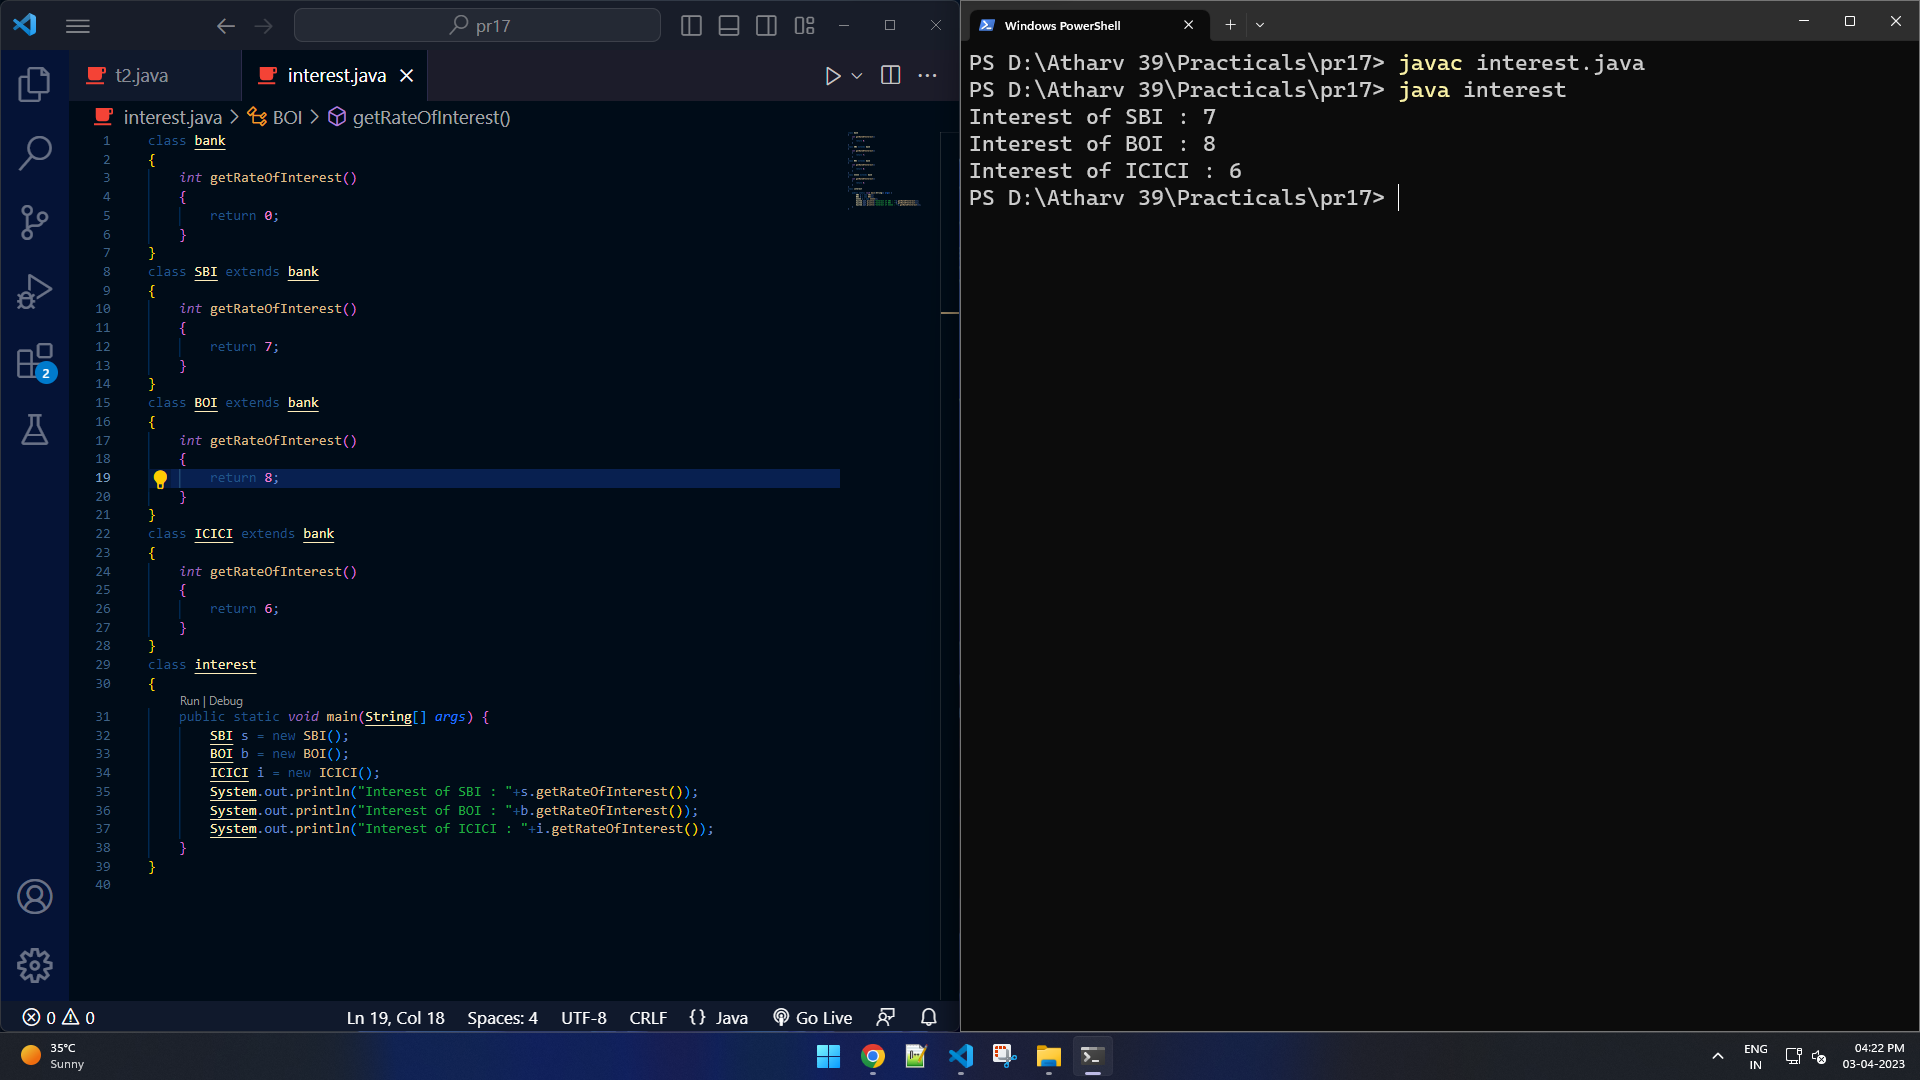 pr17
t2.java
interest.java
interest.java > BOI > getRateOfInterest()
1 class bank
2 {
3 int getRateOfInterest()
4 {
5 return 0;
6 }
7 }
8 class SBI extends bank
9 {
10 int getRateOfInterest()
11 {
12 return 7;
13 }
14 }
15 class BOI extends bank
16 {
17 int getRateOfInterest()
18 {
19 return 8;
20 }
21 }
22 class ICICI extends bank
23 {
24 int getRateOfInterest()
25 {
26 return 6;
27 }
28 }
29 class interest
30 {
Run | Debug
31 public static void main(String[] args) {
32 SBI s = new SBI();
33 BOI b = new BOI();
34 ICICI i = new ICICI();
35 System.out.println("Interest of SBI : "+s.getRateOfInterest());
36 System.out.println("Interest of BOI : "+b.getRateOfInterest());
37 System.out.println("Interest of ICICI : "+i.getRateOfInterest());
38 }
39 }
40
2
0 0
Ln 19, Col 18 Spaces: 4 UTF-8 CRLF {} Java Go Live
Windows PowerShell
PS D:\Atharv 39\Practicals\pr17> javac interest.java
PS D:\Atharv 39\Practicals\pr17> java interest
Interest of SBI : 7
Interest of BOI : 8
Interest of ICICI : 6
PS D:\Atharv 39\Practicals\pr17>
35°C
Sunny
ENG
IN
04:22 PM
03-04-2023